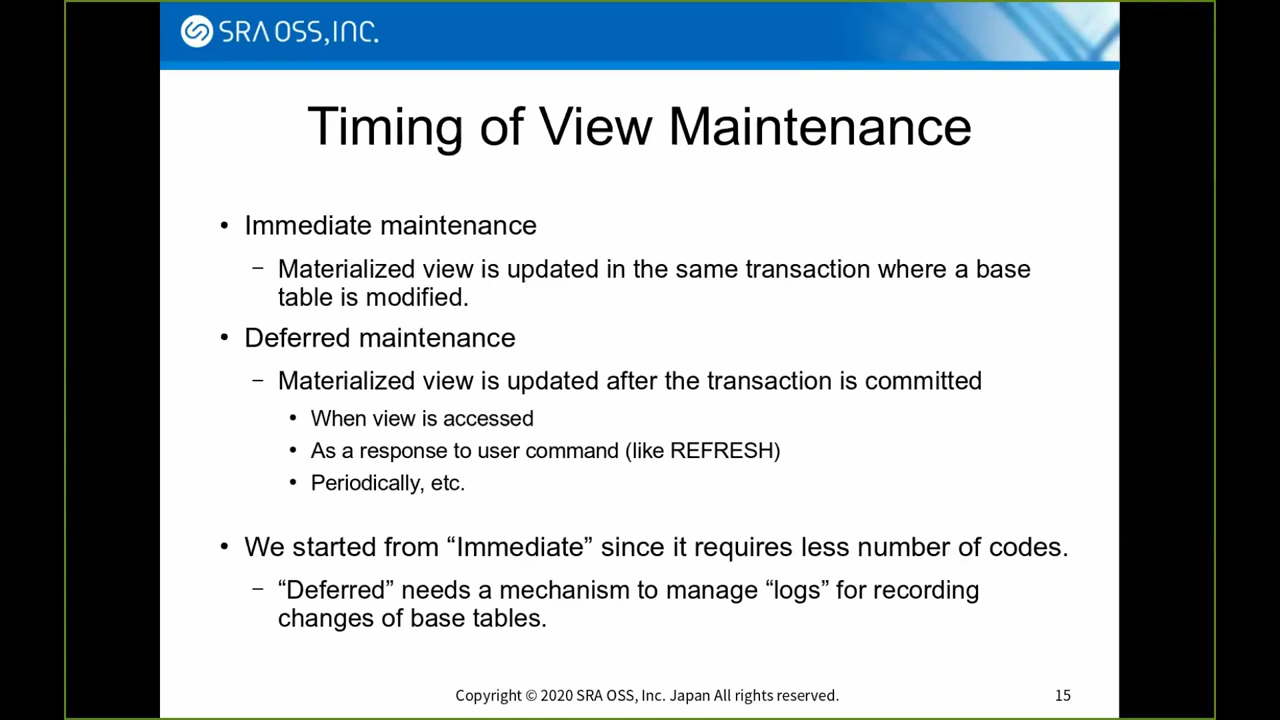 SRA OSS, INC.
Timing of View Maintenance
• Immediate maintenance
– Materialized view is updated in the same transaction where a base
table is modified.
• Deferred maintenance
– Materialized view is updated after the transaction is committed
• When view is accessed
• As a response to user command (like REFRESH)
• Periodically, etc.
• We started from “Immediate” since it requires less number of codes.
– “Deferred” needs a mechanism to manage “logs” for recording
changes of base tables.
Copyright © 2020 SRA OSS, Inc. Japan All rights reserved.
15